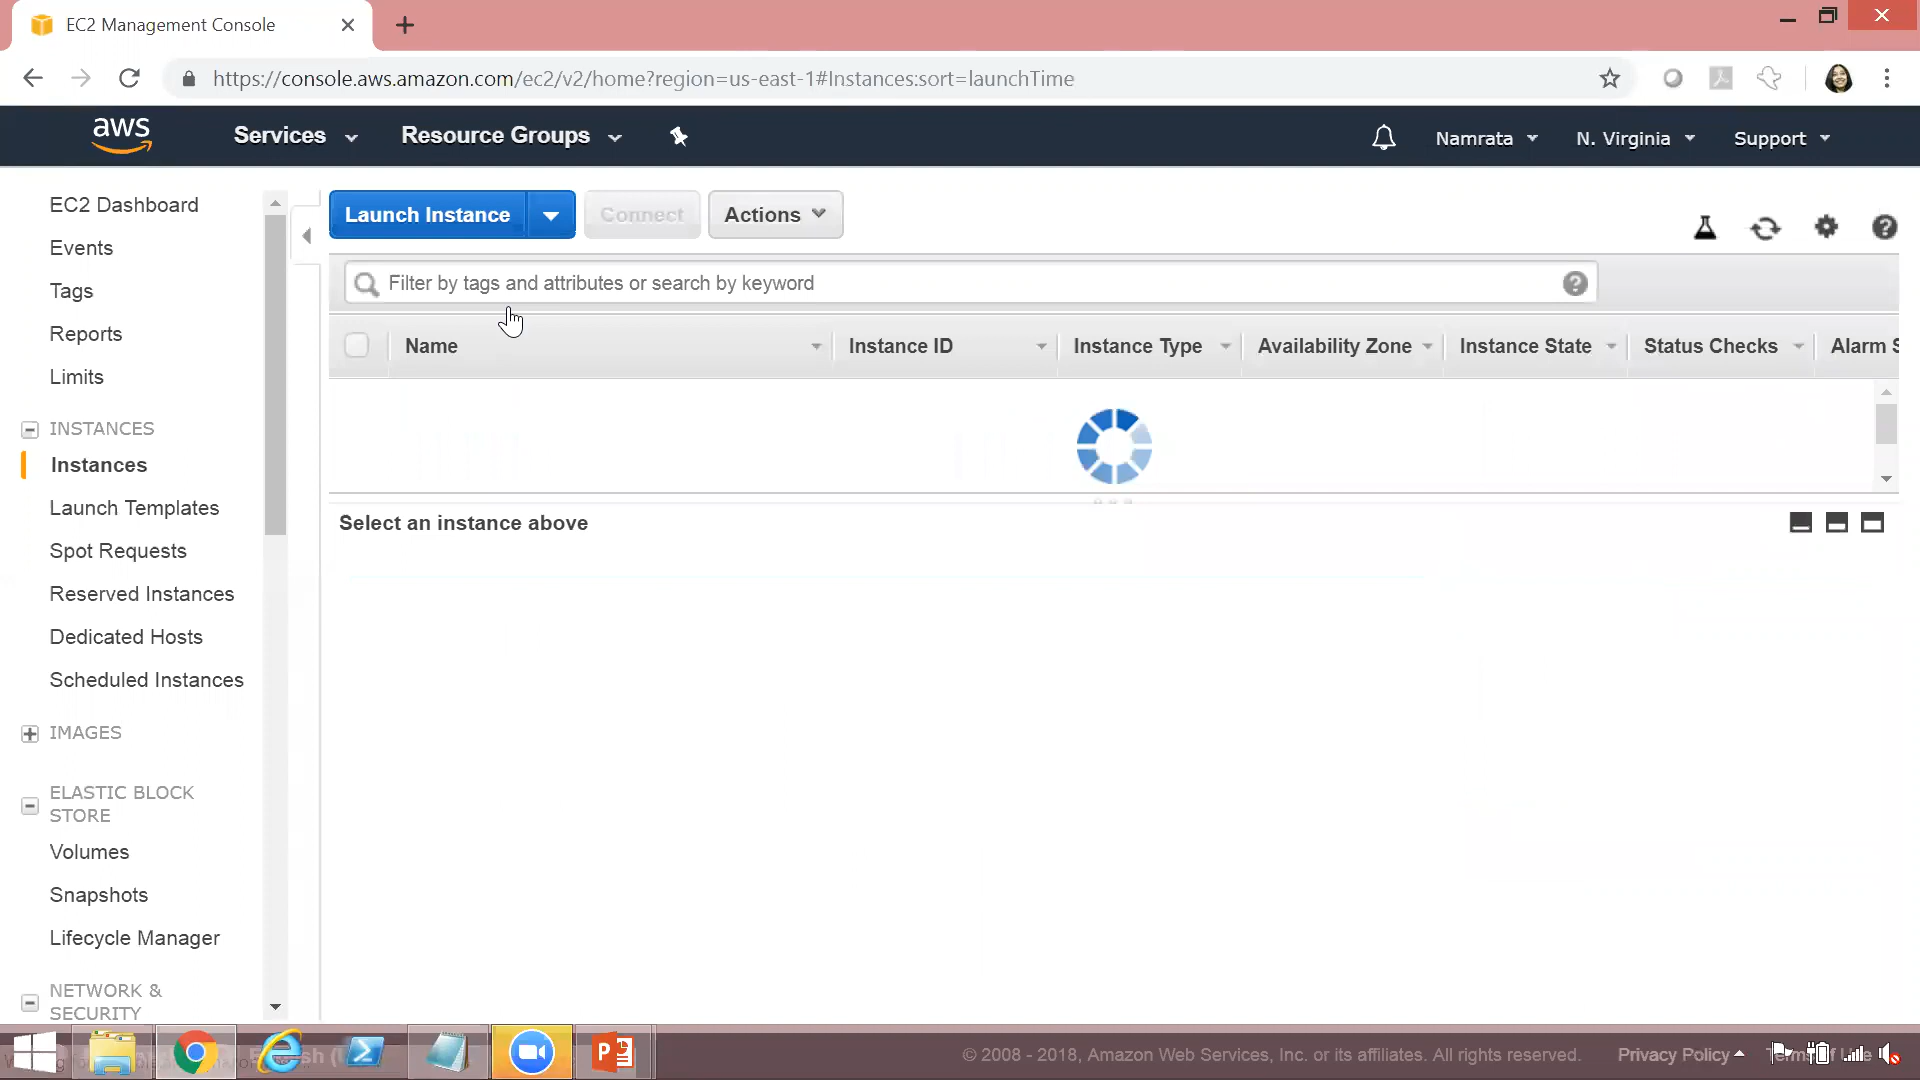 EC2 Management Console
https://console.aws.amazon.com/ec2/v2/home?region=us-east-1#Instances:sort=launchTime
aws
Services
Resource Groups
Namrata
N. Virginia
Support
EC2 Dashboard
Events
Tags
Reports
Limits
INSTANCES
Instances
Launch Templates
Spot Requests
Reserved Instances
Dedicated Hosts
Scheduled Instances
IMAGES
ELASTIC BLOCK
STORE
Volumes
Snapshots
Lifecycle Manager
NETWORK &
SECURITY
Launch Instance
Connect
Actions
Filter by tags and attributes or search by keyword
Name
Instance ID
Instance Type
Availability Zone
Instance State
Status Checks
Alarm S
Select an instance above
© 2008 - 2018, Amazon Web Services, Inc. or its affiliates. All rights reserved.
Privacy Policy